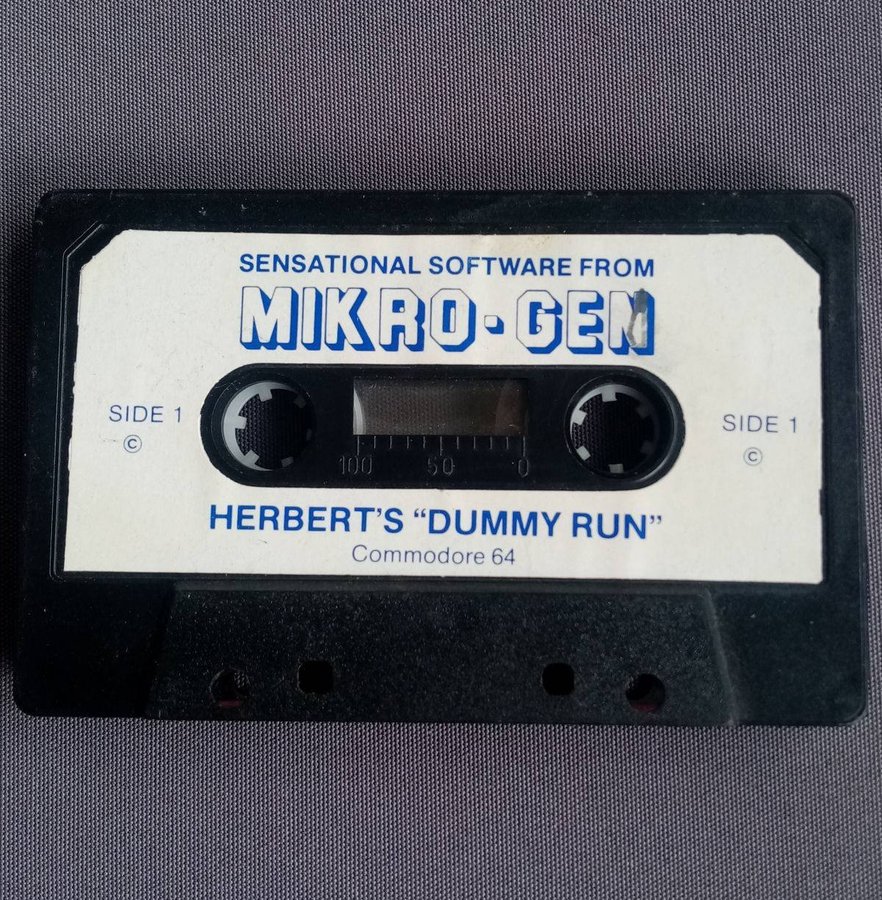 SENSATIONAL SOFTWARE FROM
MIKRO-GEN
SIDE 1
©
SIDE 1
©
100 50 0
HERBERT'S “DUMMY RUN”
Commodore 64